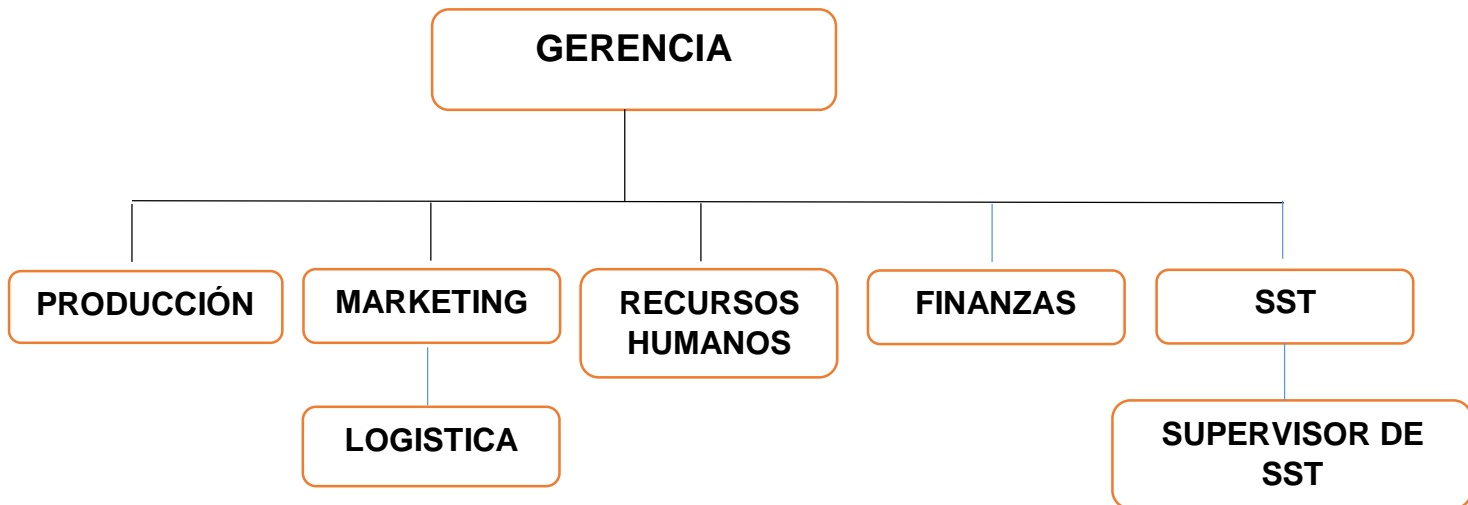 GERENCIA
PRODUCCIÓN
MARKETING
RECURSOS
HUMANOS
FINANZAS
SST
LOGISTICA
SUPERVISOR DE
SST